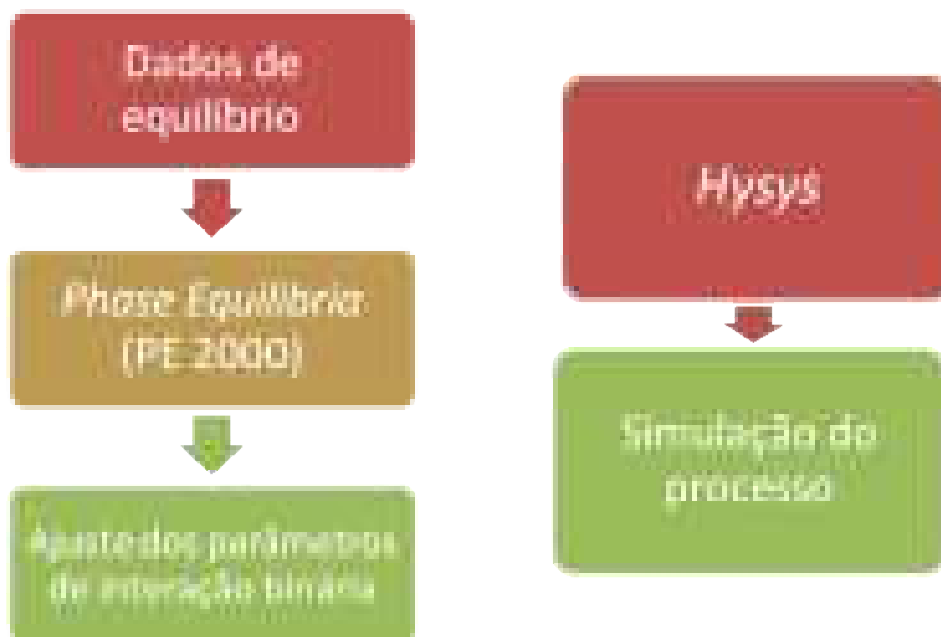 Dados de
equilíbrio
Phase Equilibria
(PE 2000)
Ajuste dos parâmetros
de interação binária
Hysys
Simulação do
processo